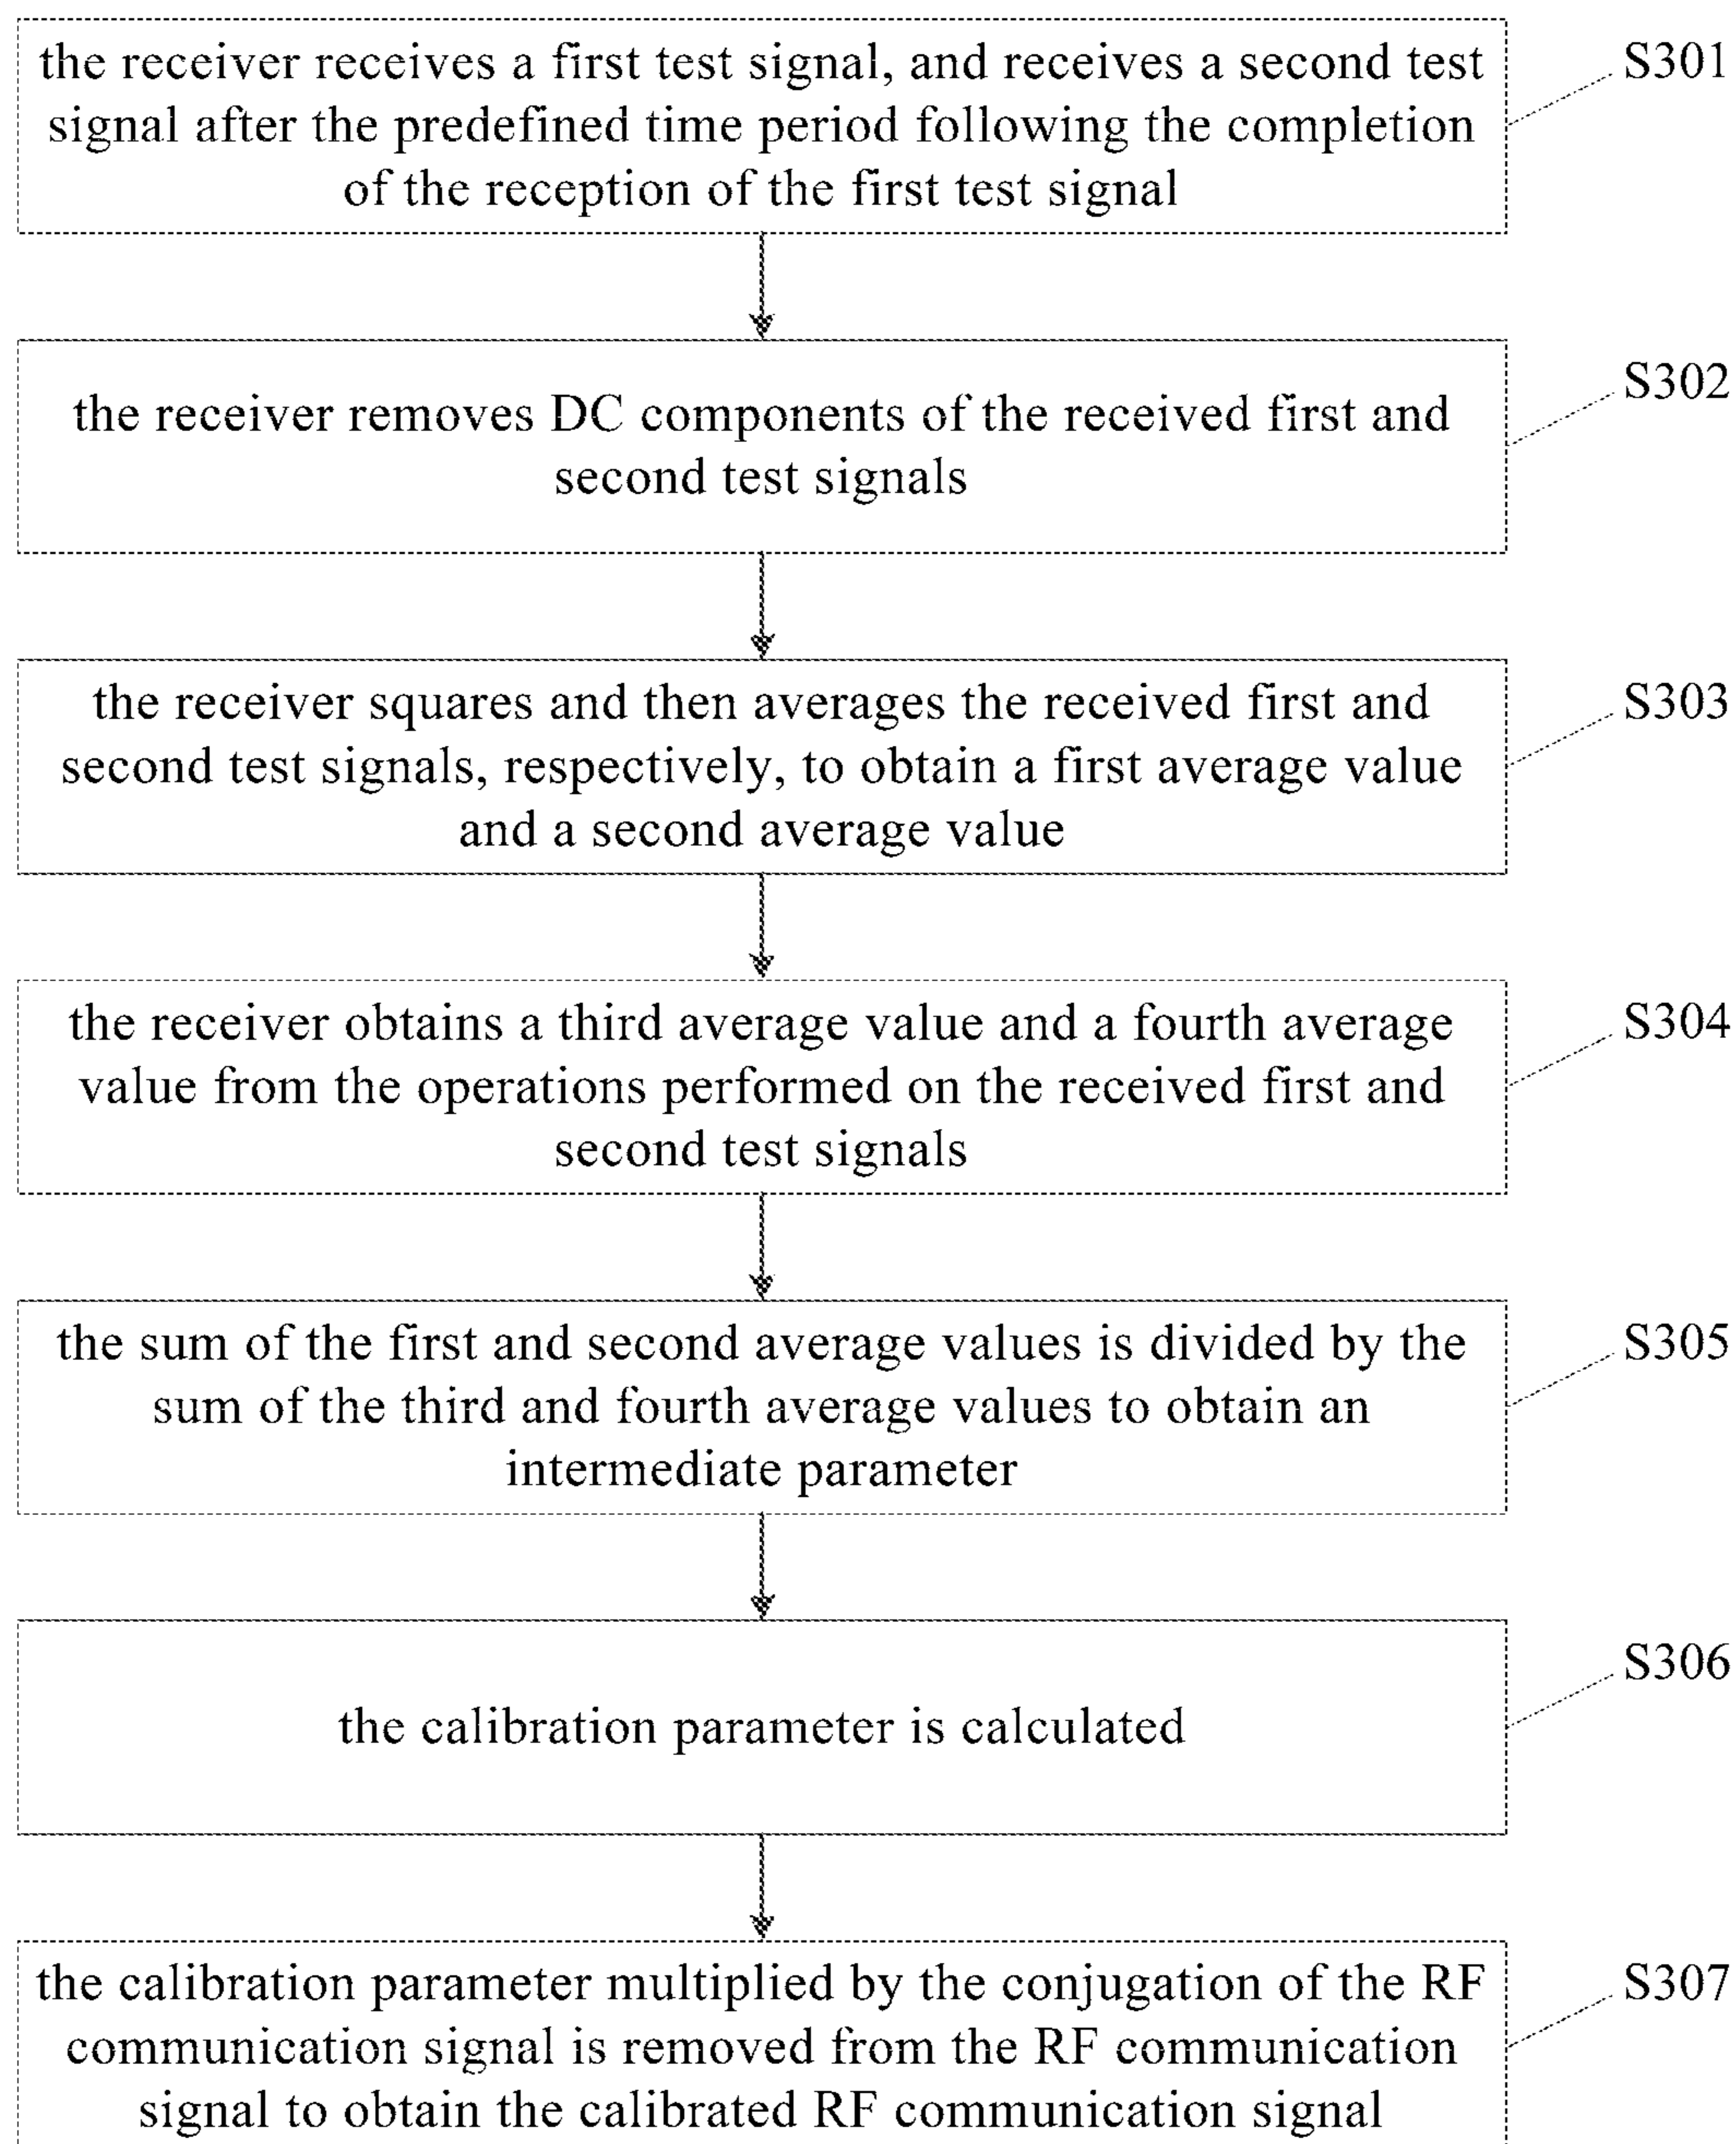 the receiver receives a first test signal, and receives a second test
signal after the predefined time period following the completion
of the reception of the first test signal
S301
the receiver removes DC components of the received first and
second test signals
S302
the receiver squares and then averages the received first and
second test signals, respectively, to obtain a first average value
and a second average value
S303
the receiver obtains a third average value and a fourth average
value from the operations performed on the received first and
second test signals
S304
the sum of the first and second average values is divided by the
sum of the third and fourth average values to obtain an
intermediate parameter
S305
the calibration parameter is calculated
S306
the calibration parameter multiplied by the conjugation of the RF
communication signal is removed from the RF communication
signal to obtain the calibrated RF communication signal
S307